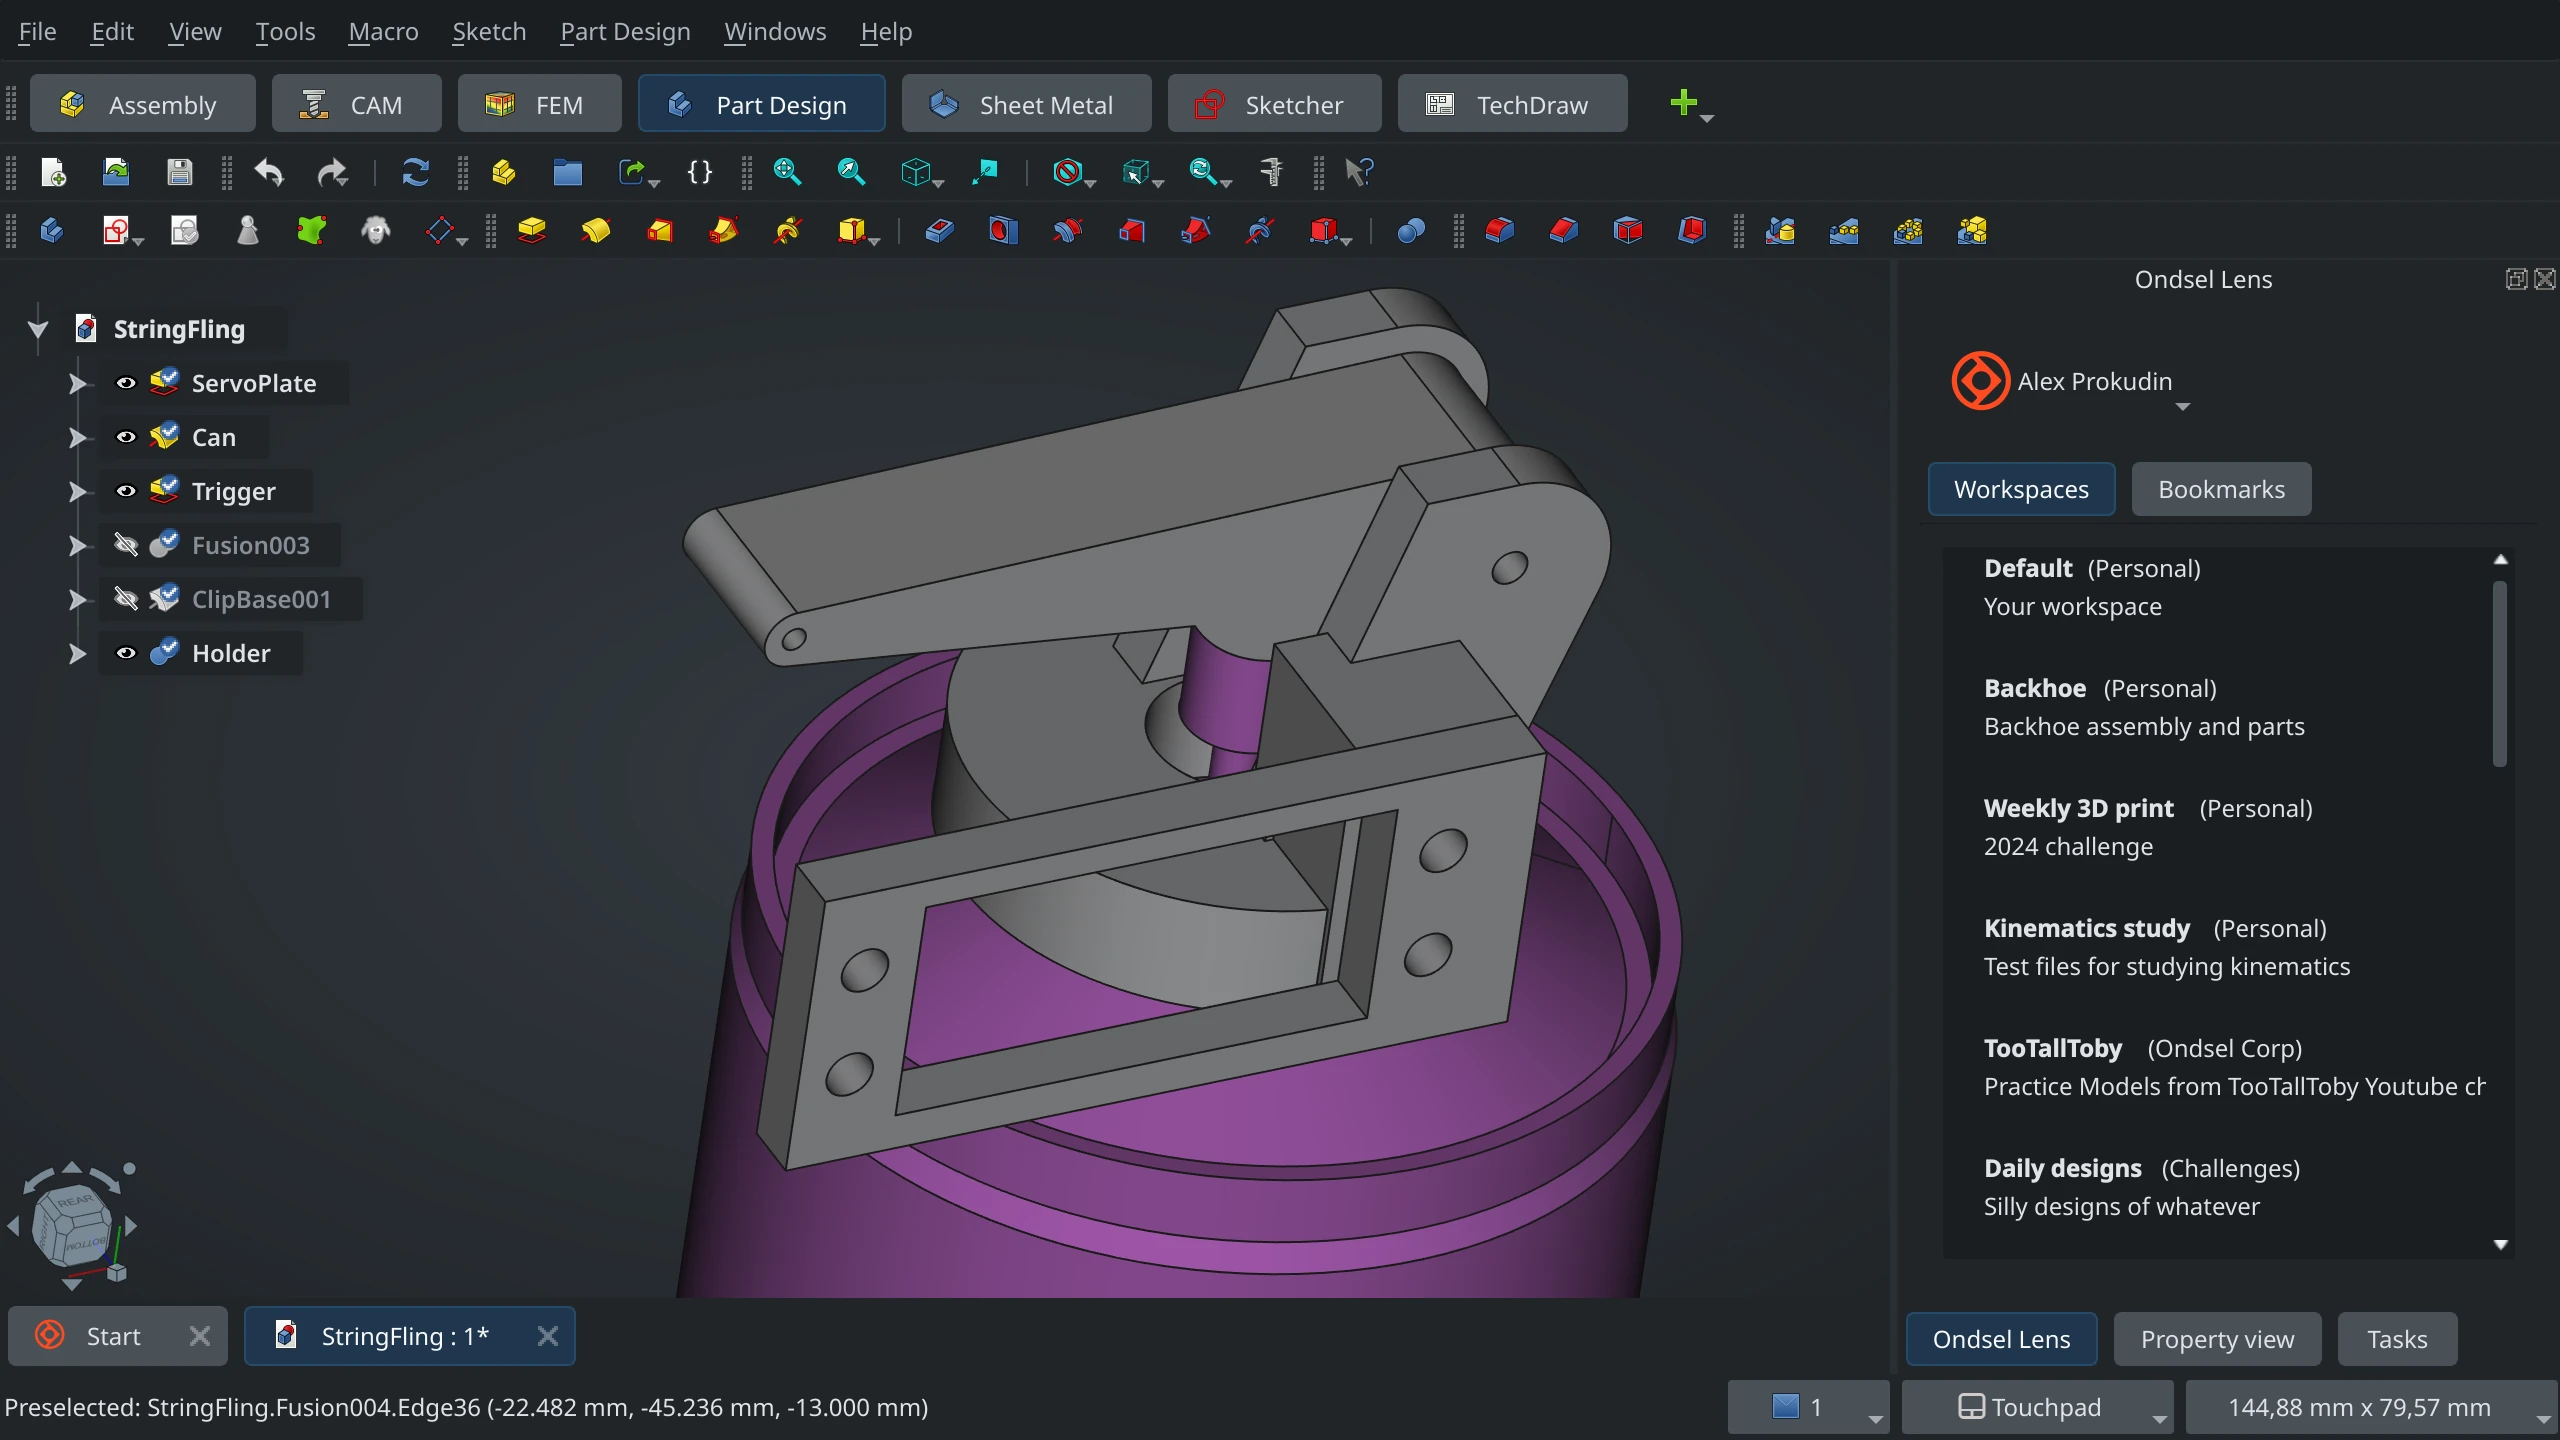 File Edit View Tools Macro Sketch Part Design Windows Help
Assembly CAM FEM Part Design Sheet Metal Sketcher TechDraw
StringFling
ServoPlate
Can
Trigger
Fusion003
ClipBase001
Holder
REAR
BOTTOM
Ondsel Lens
Alex Prokudin
Workspaces Bookmarks
Default (Personal)
Your workspace
Backhoe (Personal)
Backhoe assembly and parts
Weekly 3D print (Personal)
2024 challenge
Kinematics study (Personal)
Test files for studying kinematics
TooTallToby (Ondsel Corp)
Practice Models from TooTallToby Youtube ch
Daily designs (Challenges)
Silly designs of whatever
Start StringFling : 1*
Ondsel Lens Property view Tasks
Preselected: StringFling.Fusion004.Edge36 (-22.482 mm, -45.236 mm, -13.000 mm)
1 Touchpad 144,88 mm x 79,57 mm